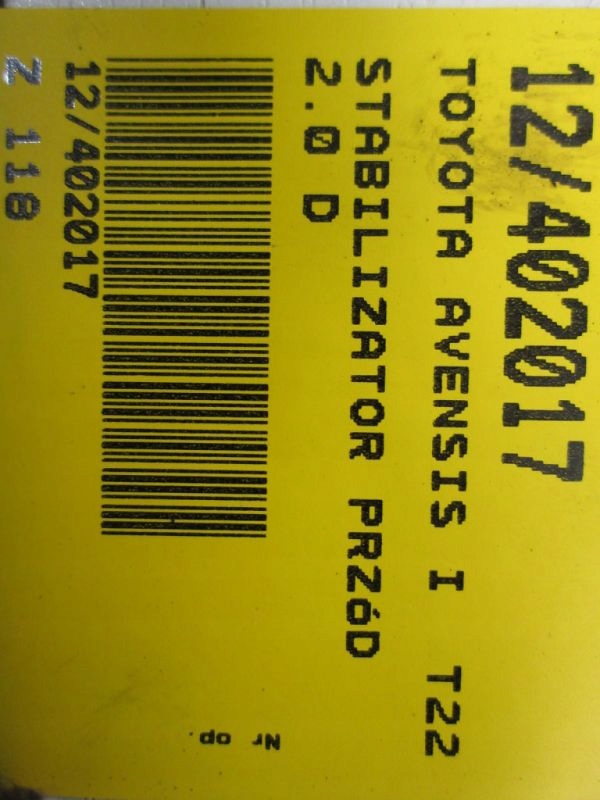 12/402017
TOYOTA AVENSIS I T22
STABILIZATOR PRZóD
2.0 D
12/402017
Z 118
Nr op.